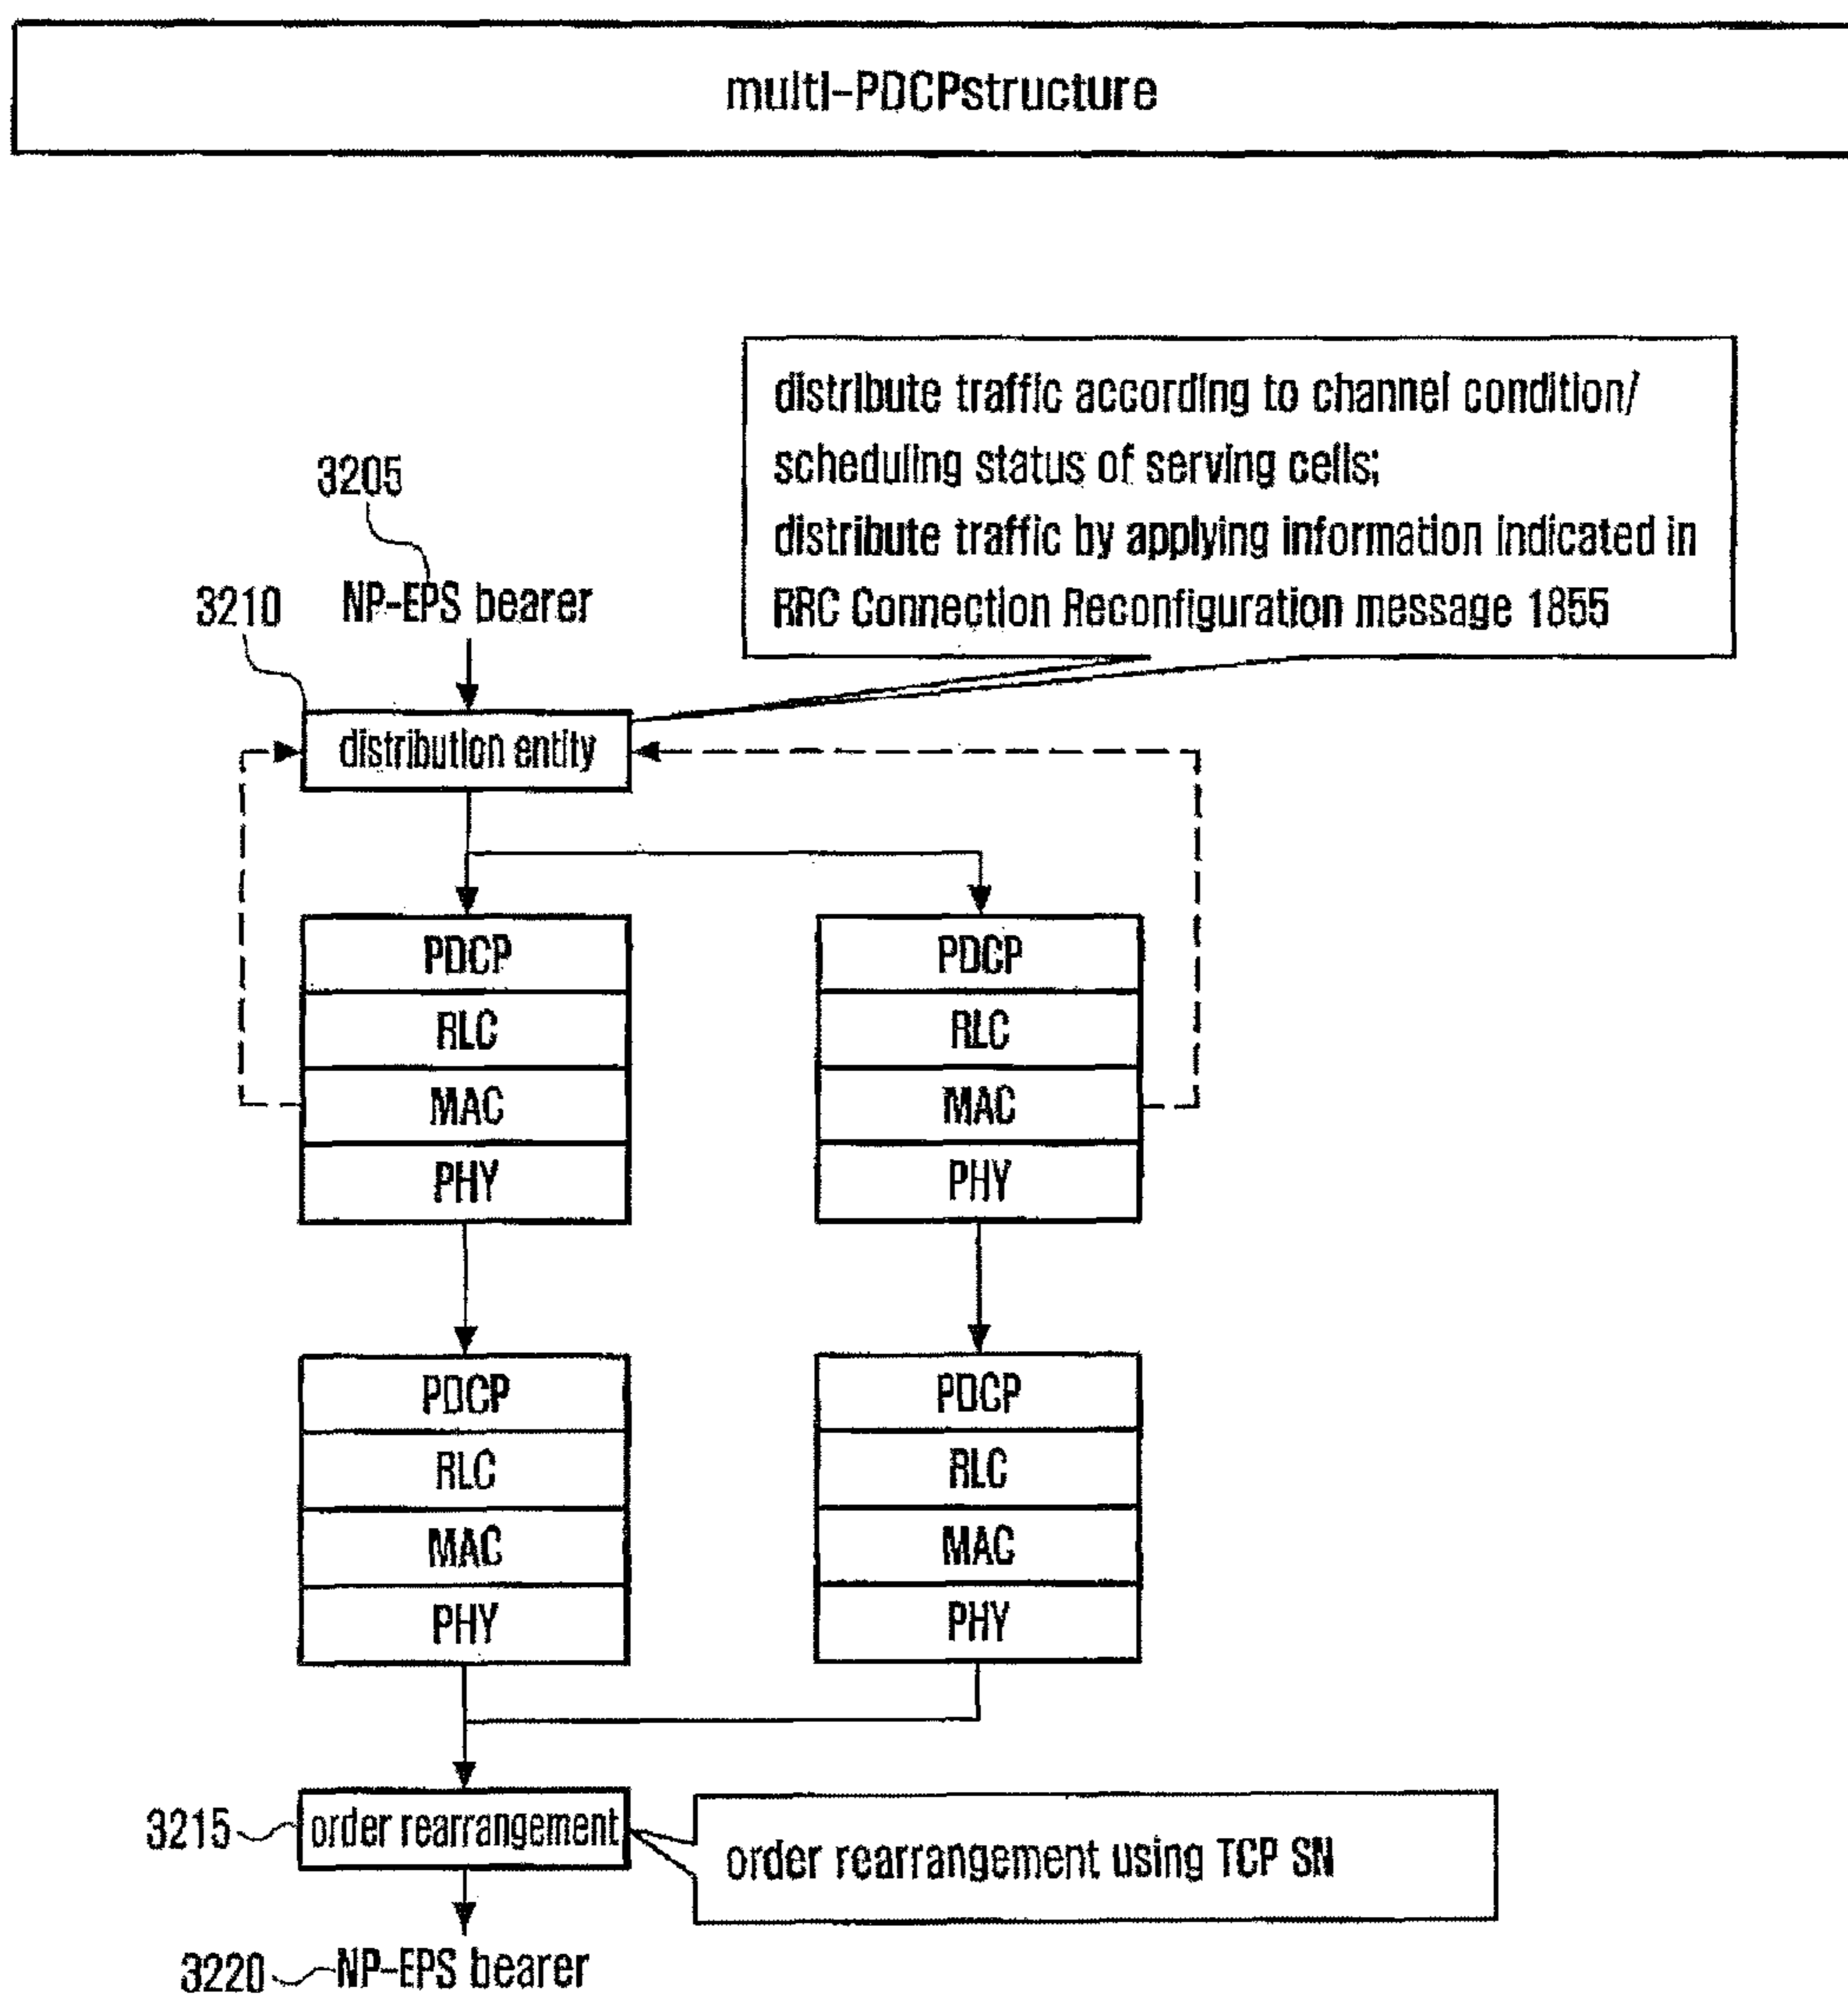 multi-PDCPstructure
distribute traffic according to channel condition/
scheduling status of serving cells;
distribute traffic by applying information indicated in
RRC Connection Reconfiguration message 1855
3205
NP-EPS bearer
3210
distribution entity
PDCP
RLC
MAC
PHY
PDCP
RLC
MAC
PHY
PDCP
RLC
MAC
PHY
PDCP
RLC
MAC
PHY
3215
order rearrangement
order rearrangement using TCP SN
3220
NP-EPS bearer